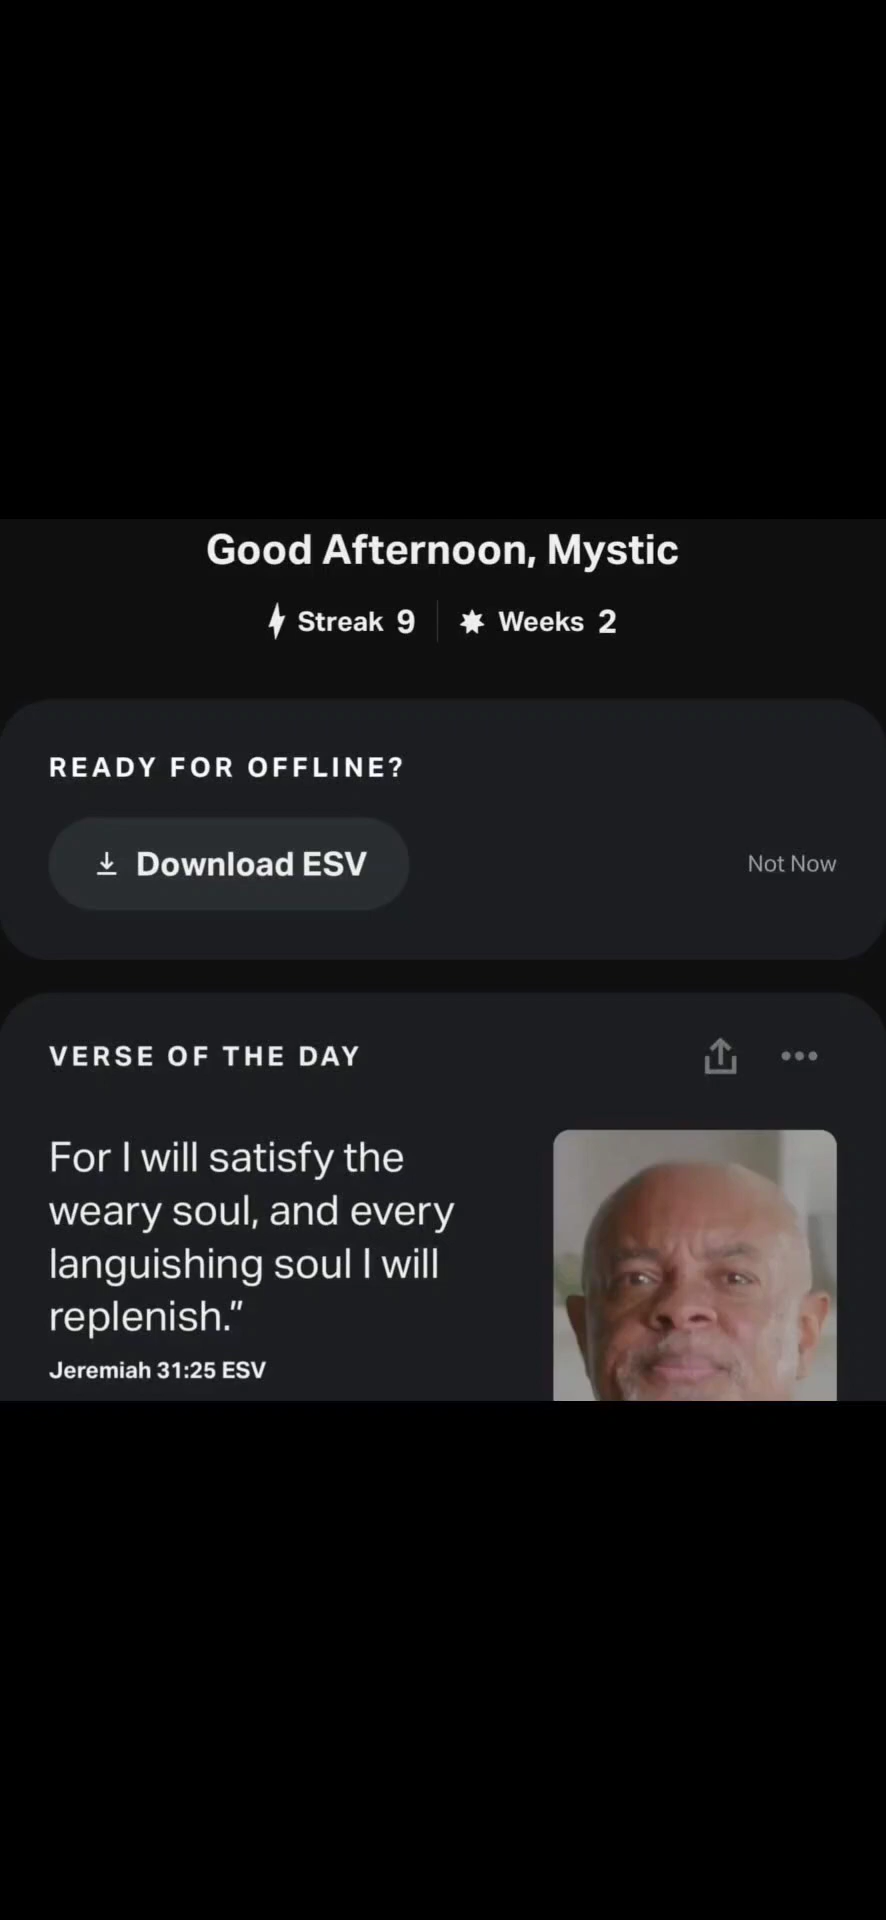 Good Afternoon, Mystic
Streak 9 Weeks 2
READY FOR OFFLINE?
Download ESV
Not Now
VERSE OF THE DAY
For I will satisfy the
weary soul, and every
languishing soul I will
replenish.”
Jeremiah 31:25 ESV